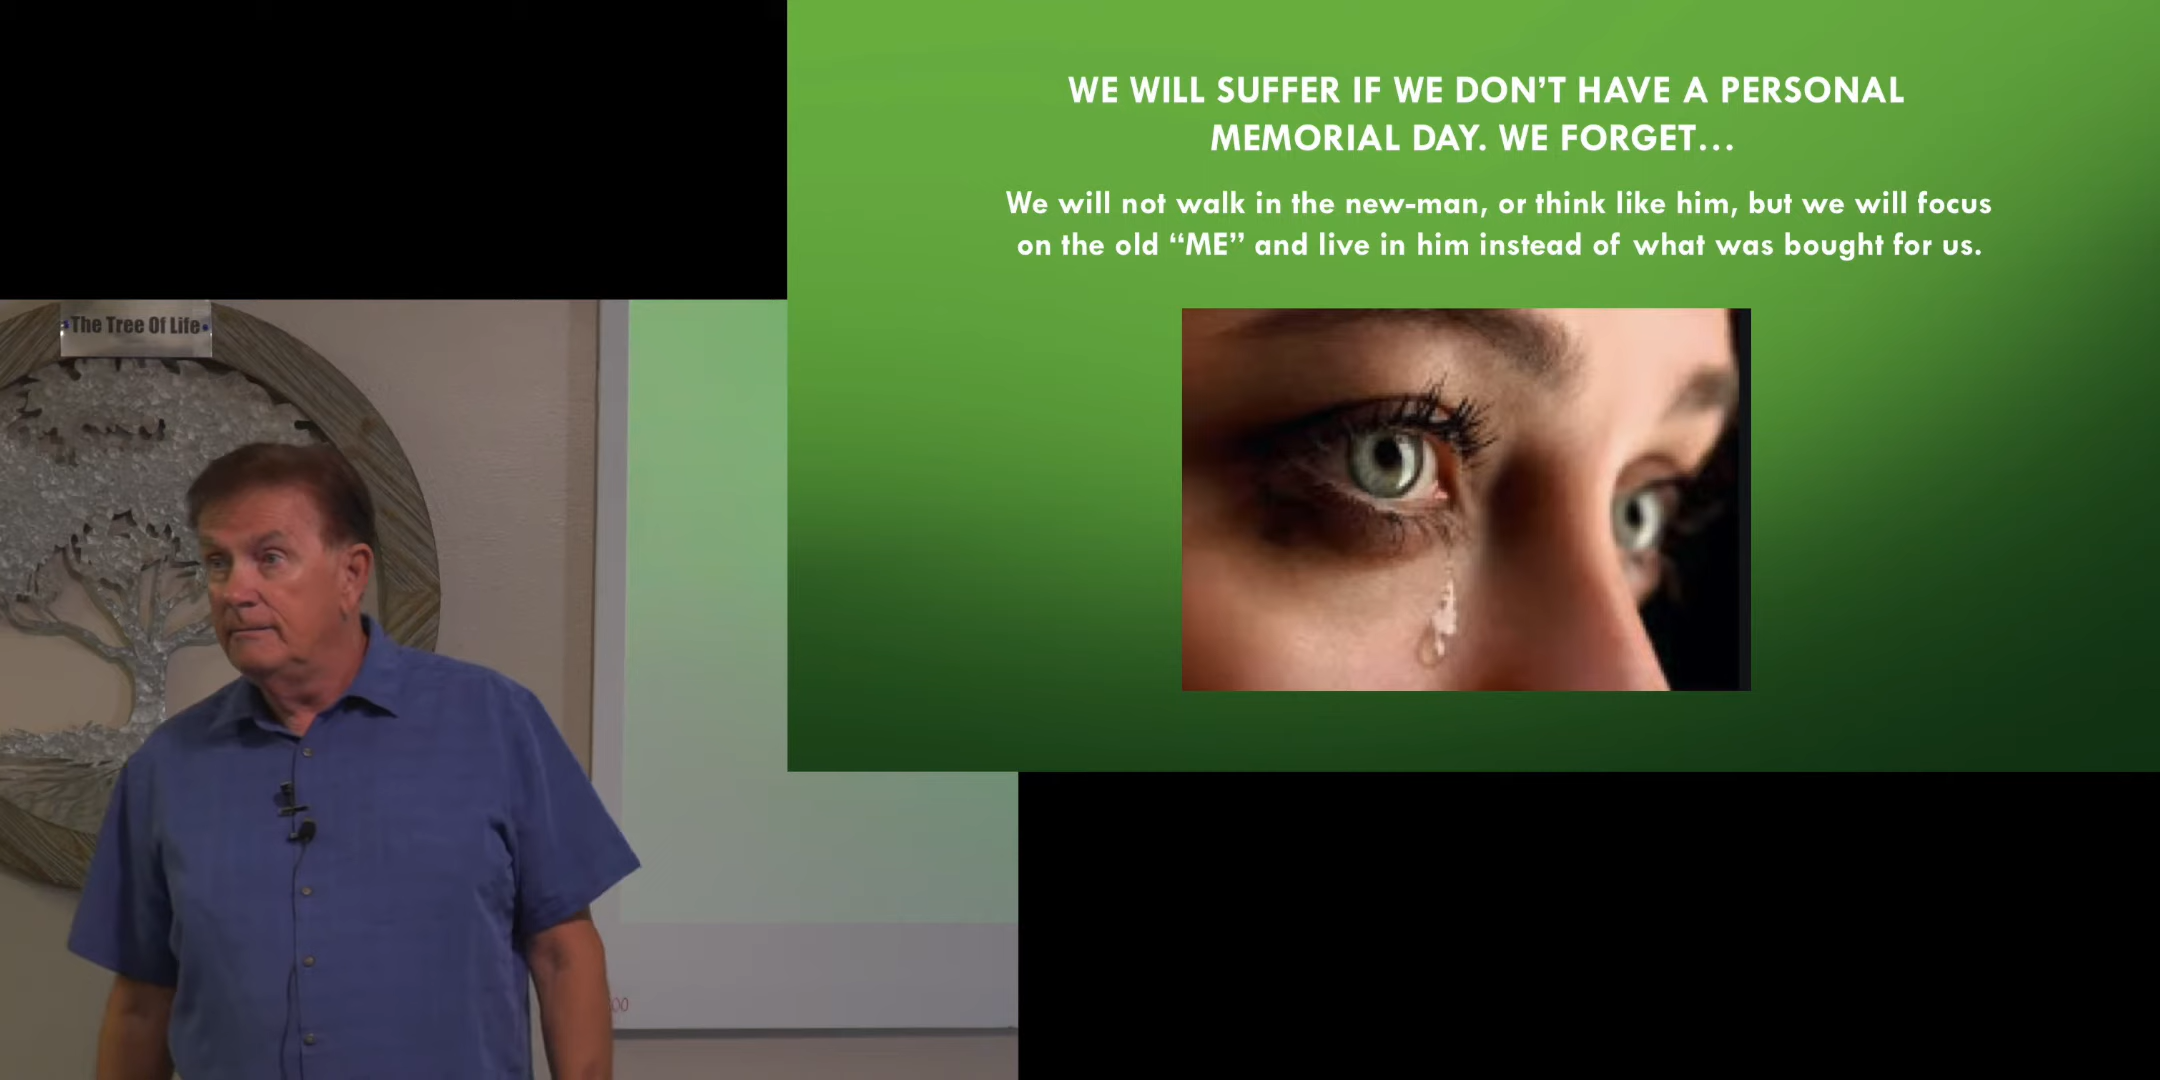 WE WILL SUFFER IF WE DON'T HAVE A PERSONAL
MEMORIAL DAY. WE FORGET...
We will not walk in the new-man, or think like him, but we will focus
on the old “ME” and live in him instead of what was bought for us.
•The Tree Of Life•
00